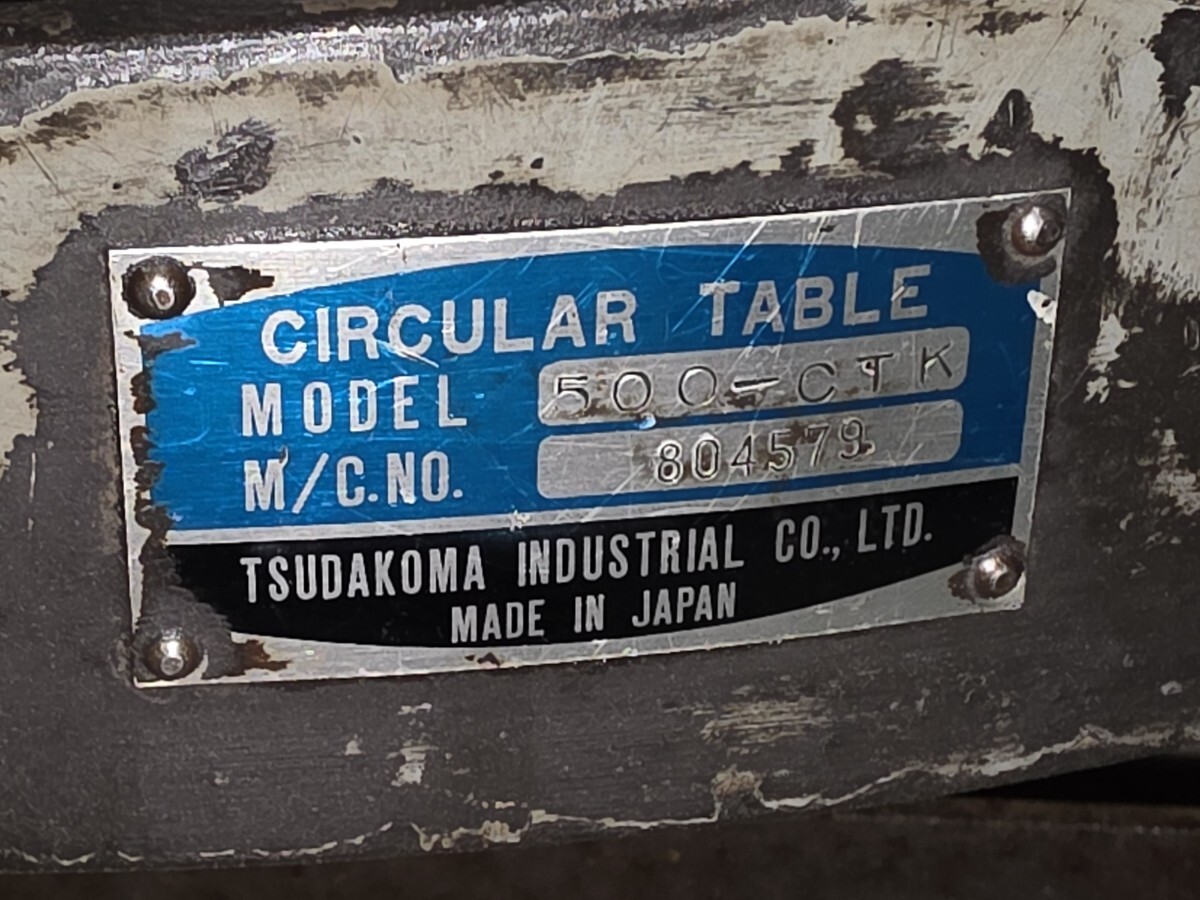 CIRCULAR TABLE
MODEL 500-CTK
M/C.NO. 804579
TSUDAKOMA INDUSTRIAL CO., LTD.
MADE IN JAPAN